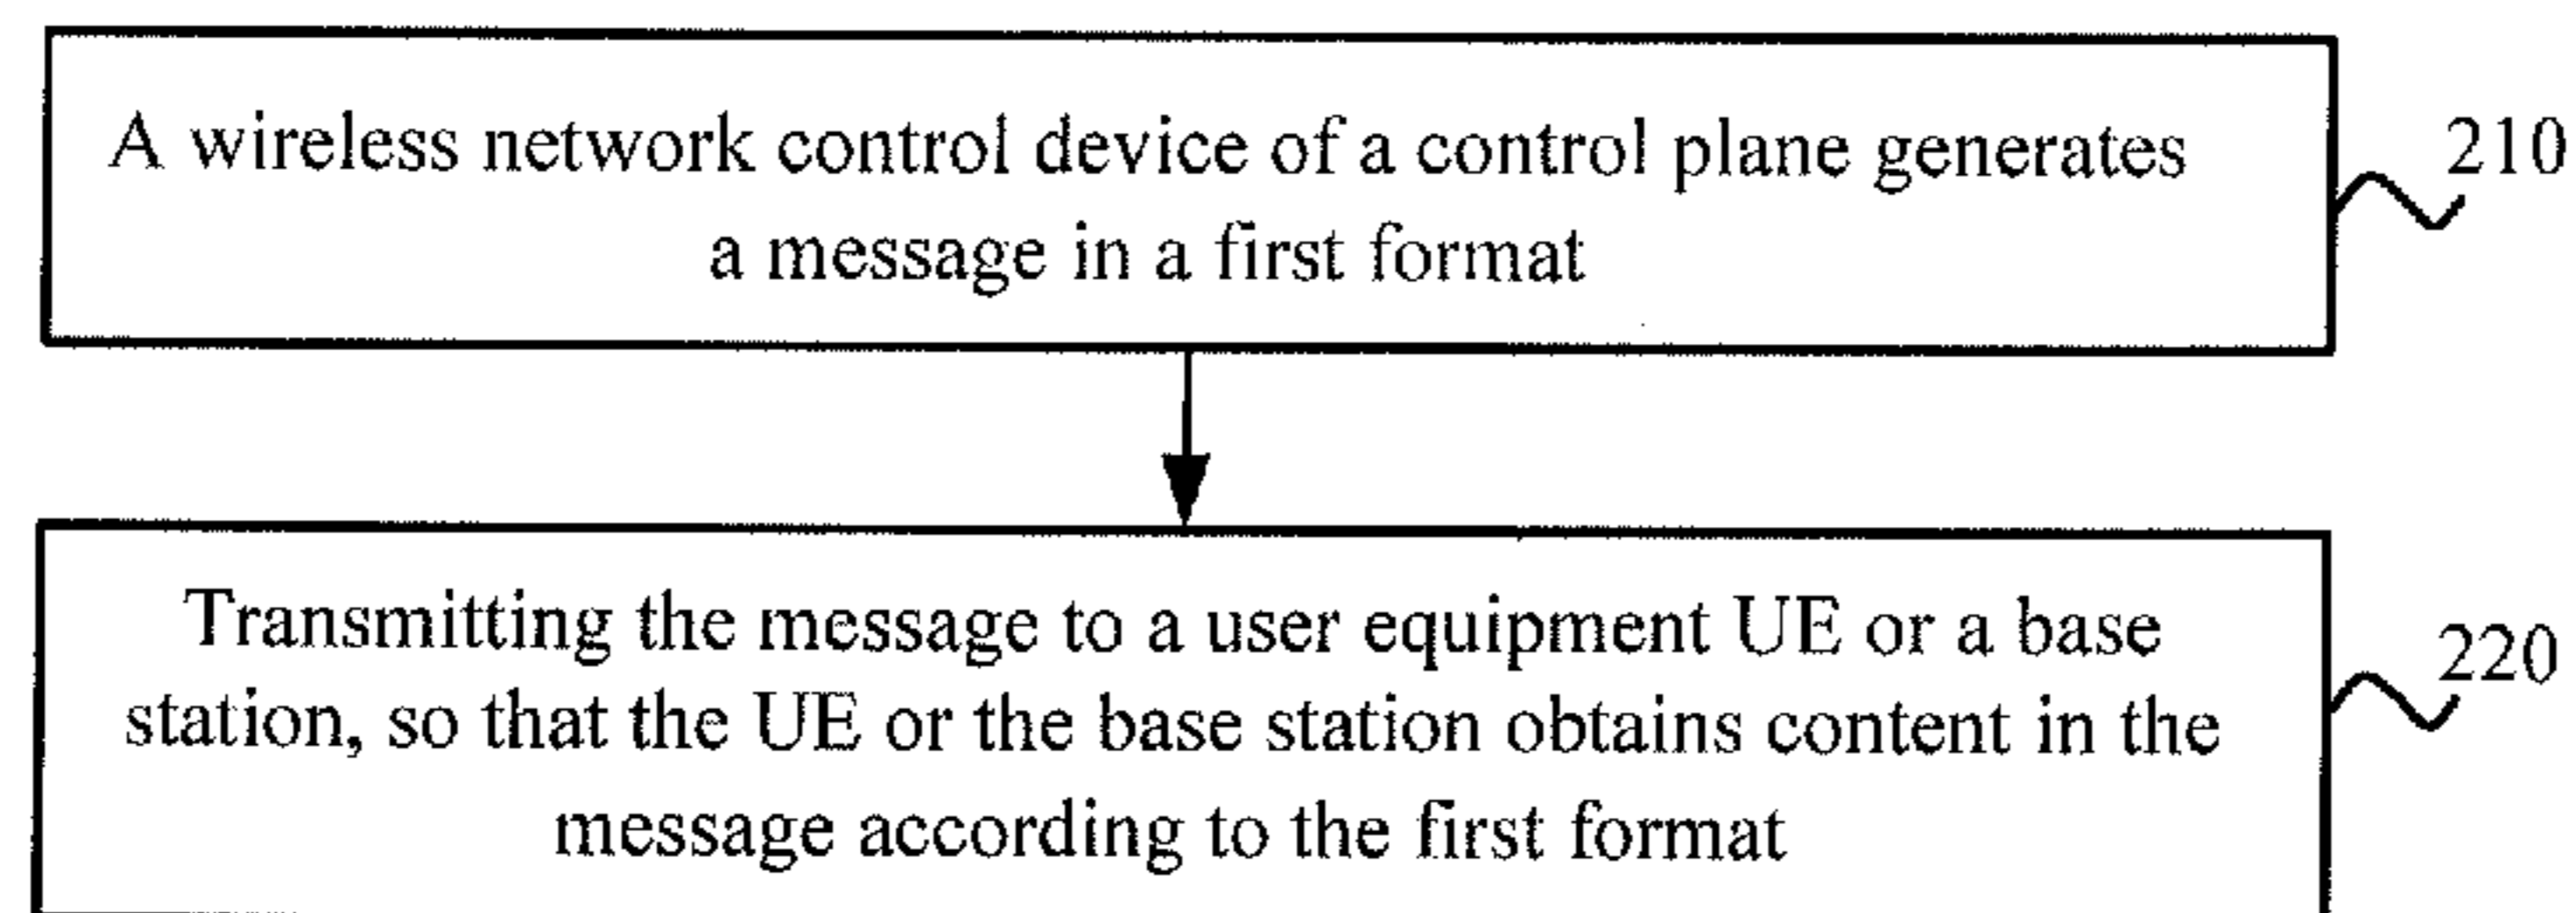 A wireless network control device of a control plane generates
a message in a first format
210
Transmitting the message to a user equipment UE or a base
station, so that the UE or the base station obtains content in the
message according to the first format
220